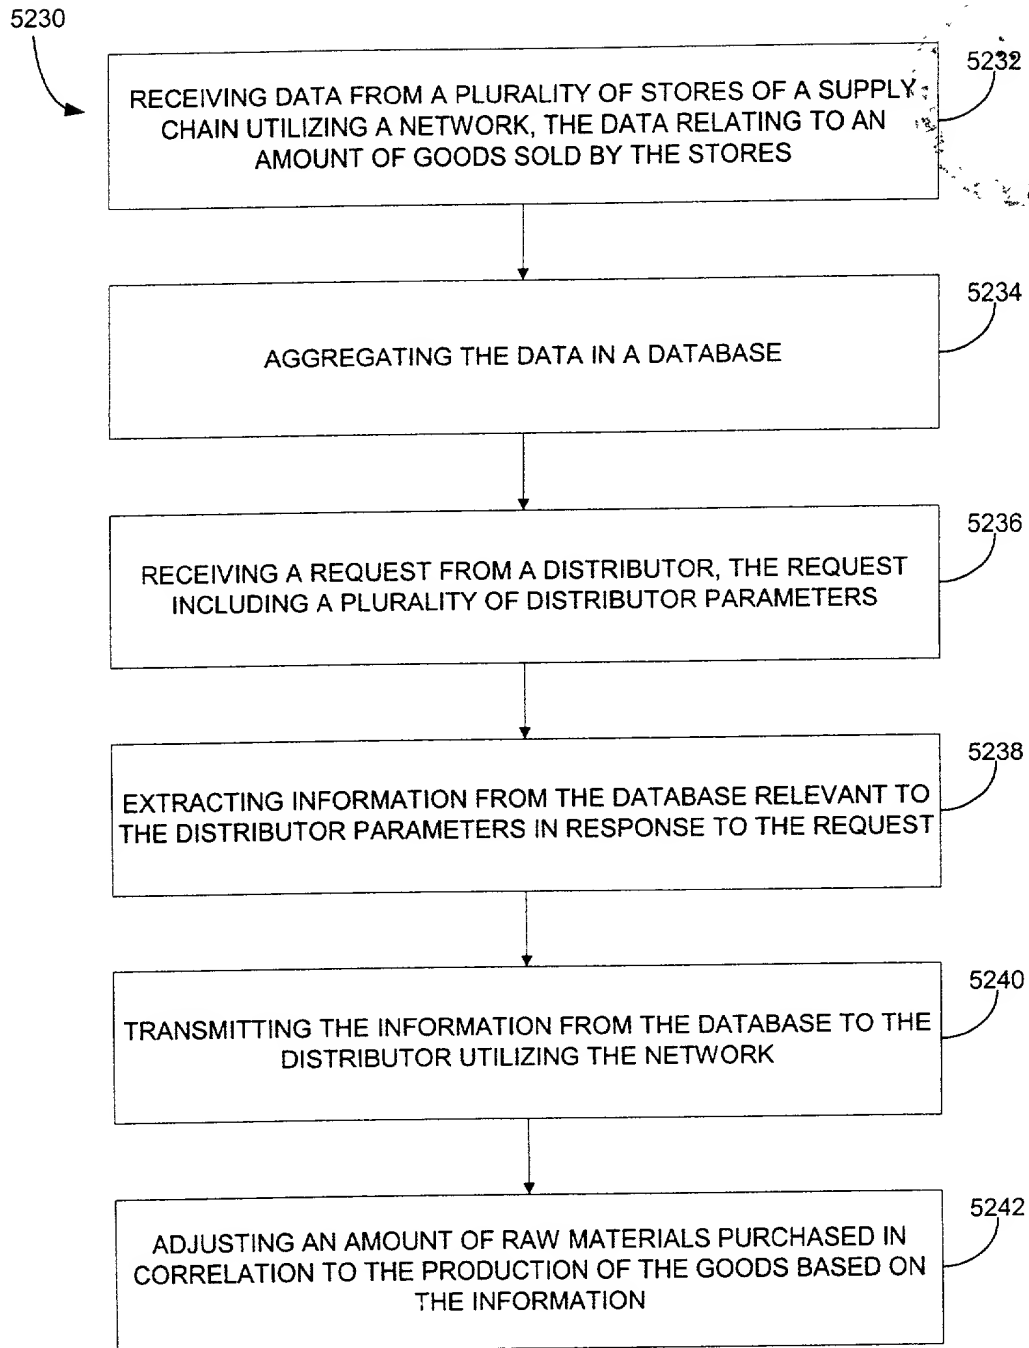 5230
5232
RECEIVING DATA FROM A PLURALITY OF STORES OF A SUPPLY
CHAIN UTILIZING A NETWORK, THE DATA RELATING TO AN
AMOUNT OF GOODS SOLD BY THE STORES
5234
AGGREGATING THE DATA IN A DATABASE
5236
RECEIVING A REQUEST FROM A DISTRIBUTOR, THE REQUEST
INCLUDING A PLURALITY OF DISTRIBUTOR PARAMETERS
5238
EXTRACTING INFORMATION FROM THE DATABASE RELEVANT TO
THE DISTRIBUTOR PARAMETERS IN RESPONSE TO THE REQUEST
5240
TRANSMITTING THE INFORMATION FROM THE DATABASE TO THE
DISTRIBUTOR UTILIZING THE NETWORK
5242
ADJUSTING AN AMOUNT OF RAW MATERIALS PURCHASED IN
CORRELATION TO THE PRODUCTION OF THE GOODS BASED ON
THE INFORMATION